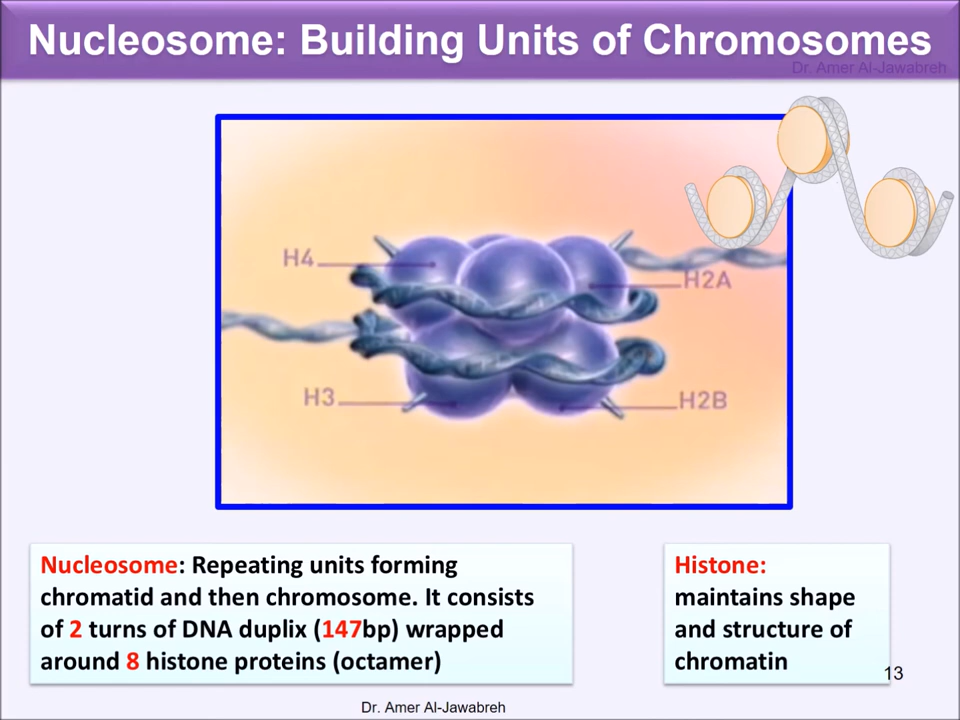 Nucleosome: Building Units of Chromosomes
Dr. Amer Al-Jawabreh
H4
H2A
H3
H2B
Nucleosome: Repeating units forming
chromatid and then chromosome. It consists
of 2 turns of DNA duplix (147bp) wrapped
around 8 histone proteins (octamer)
Histone:
maintains shape
and structure of
chromatin
13
Dr. Amer Al-Jawabreh